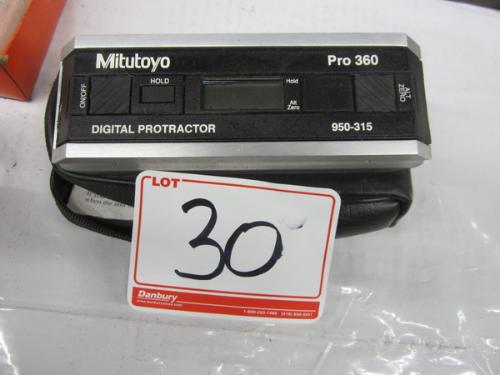 Mitutoyo
Pro 360
ON/OFF
HOLD
Hold
Alt
Zero
ALT
ZERO
DIGITAL PROTRACTOR
950-315
LOT
30
Danbury